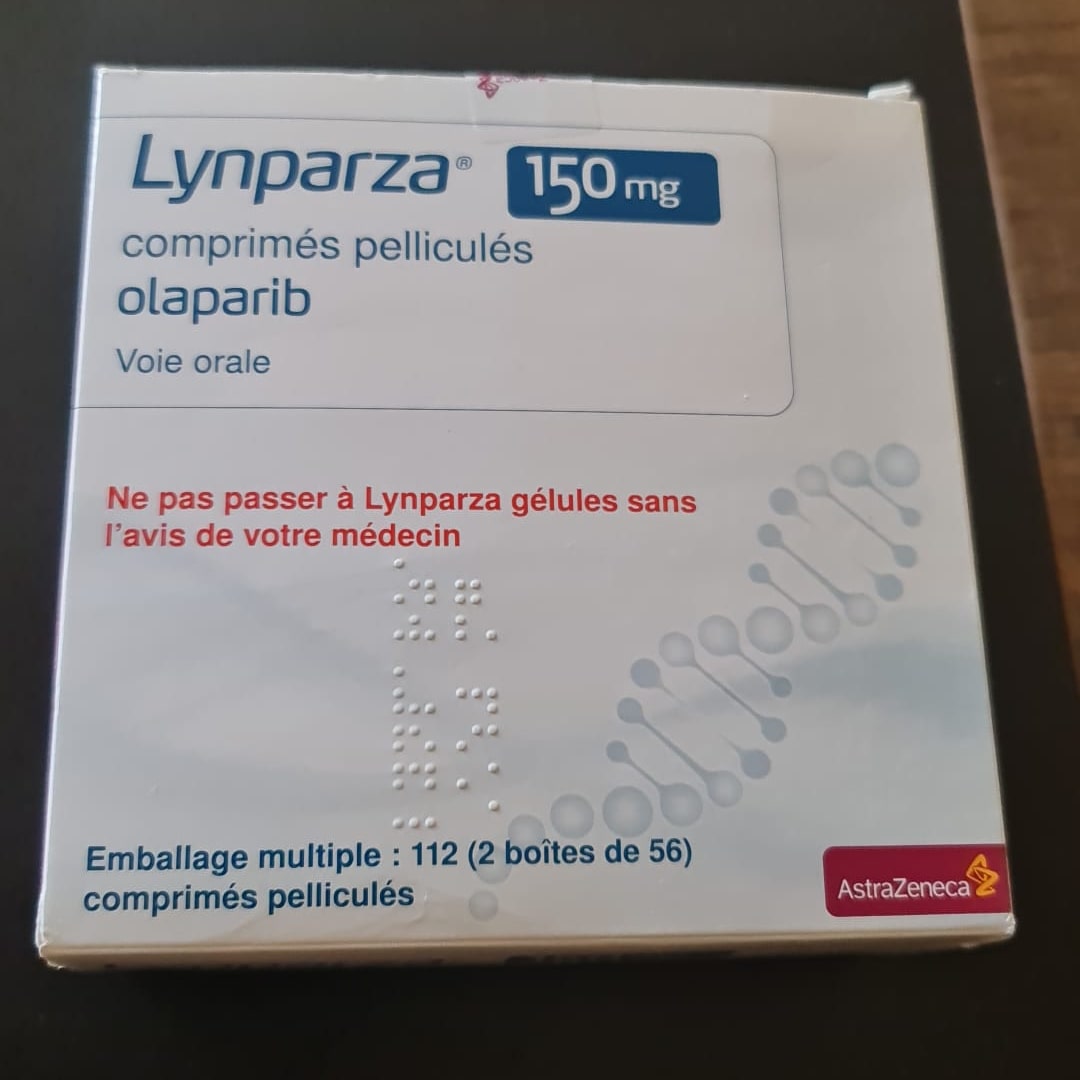 Lynparza® 150 mg
comprimés pelliculés
olaparib
Voie orale
Ne pas passer à Lynparza gélules sans
l'avis de votre médecin
Emballage multiple : 112 (2 boîtes de 56)
comprimés pelliculés
AstraZeneca